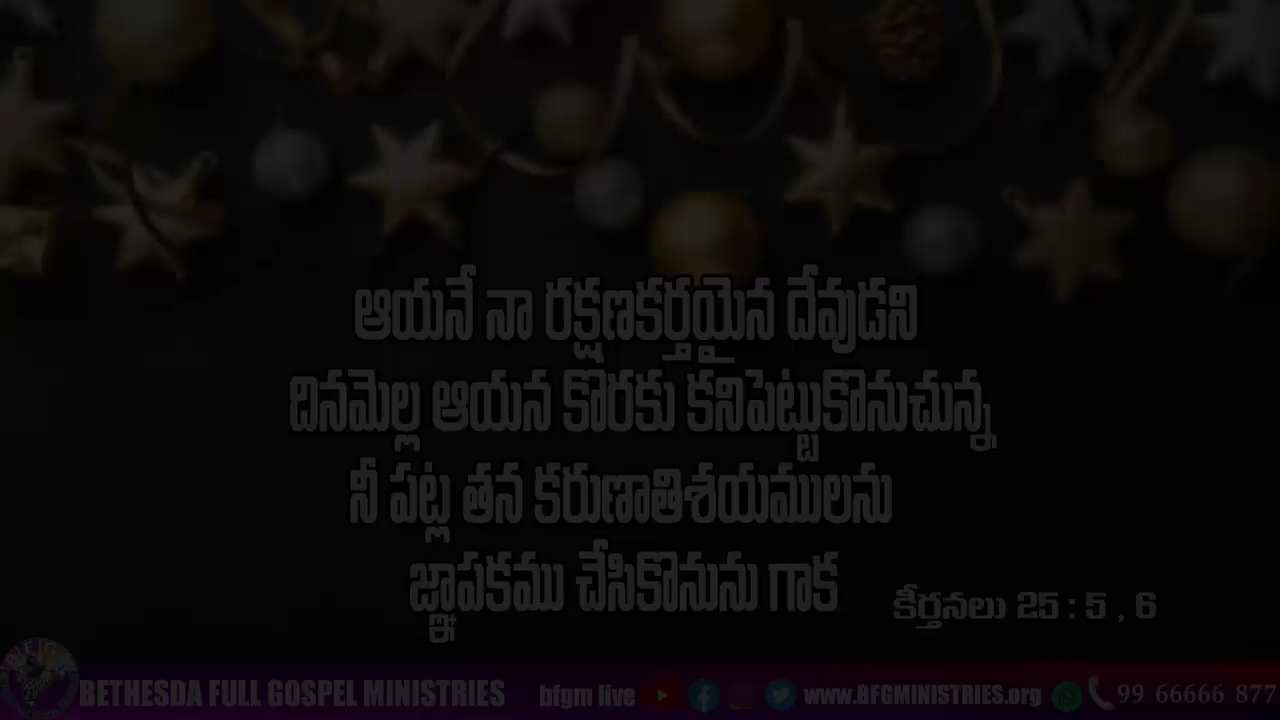 ఆయనే నా రక్షణకర్తయైన దేవుడని
దినమెల్ల ఆయన కొరకు కనిపెట్టుకొనుచున్న
నీ పట్ల తన కరుణాతిశయములను
జ్ఞాపకము చేసికొనును గాక
కీర్తనలు 25 : 5 , 6
BETHESDA FULL GOSPEL MINISTRIES bfgm live www.BFGMINISTRIES.org 99 66666 877